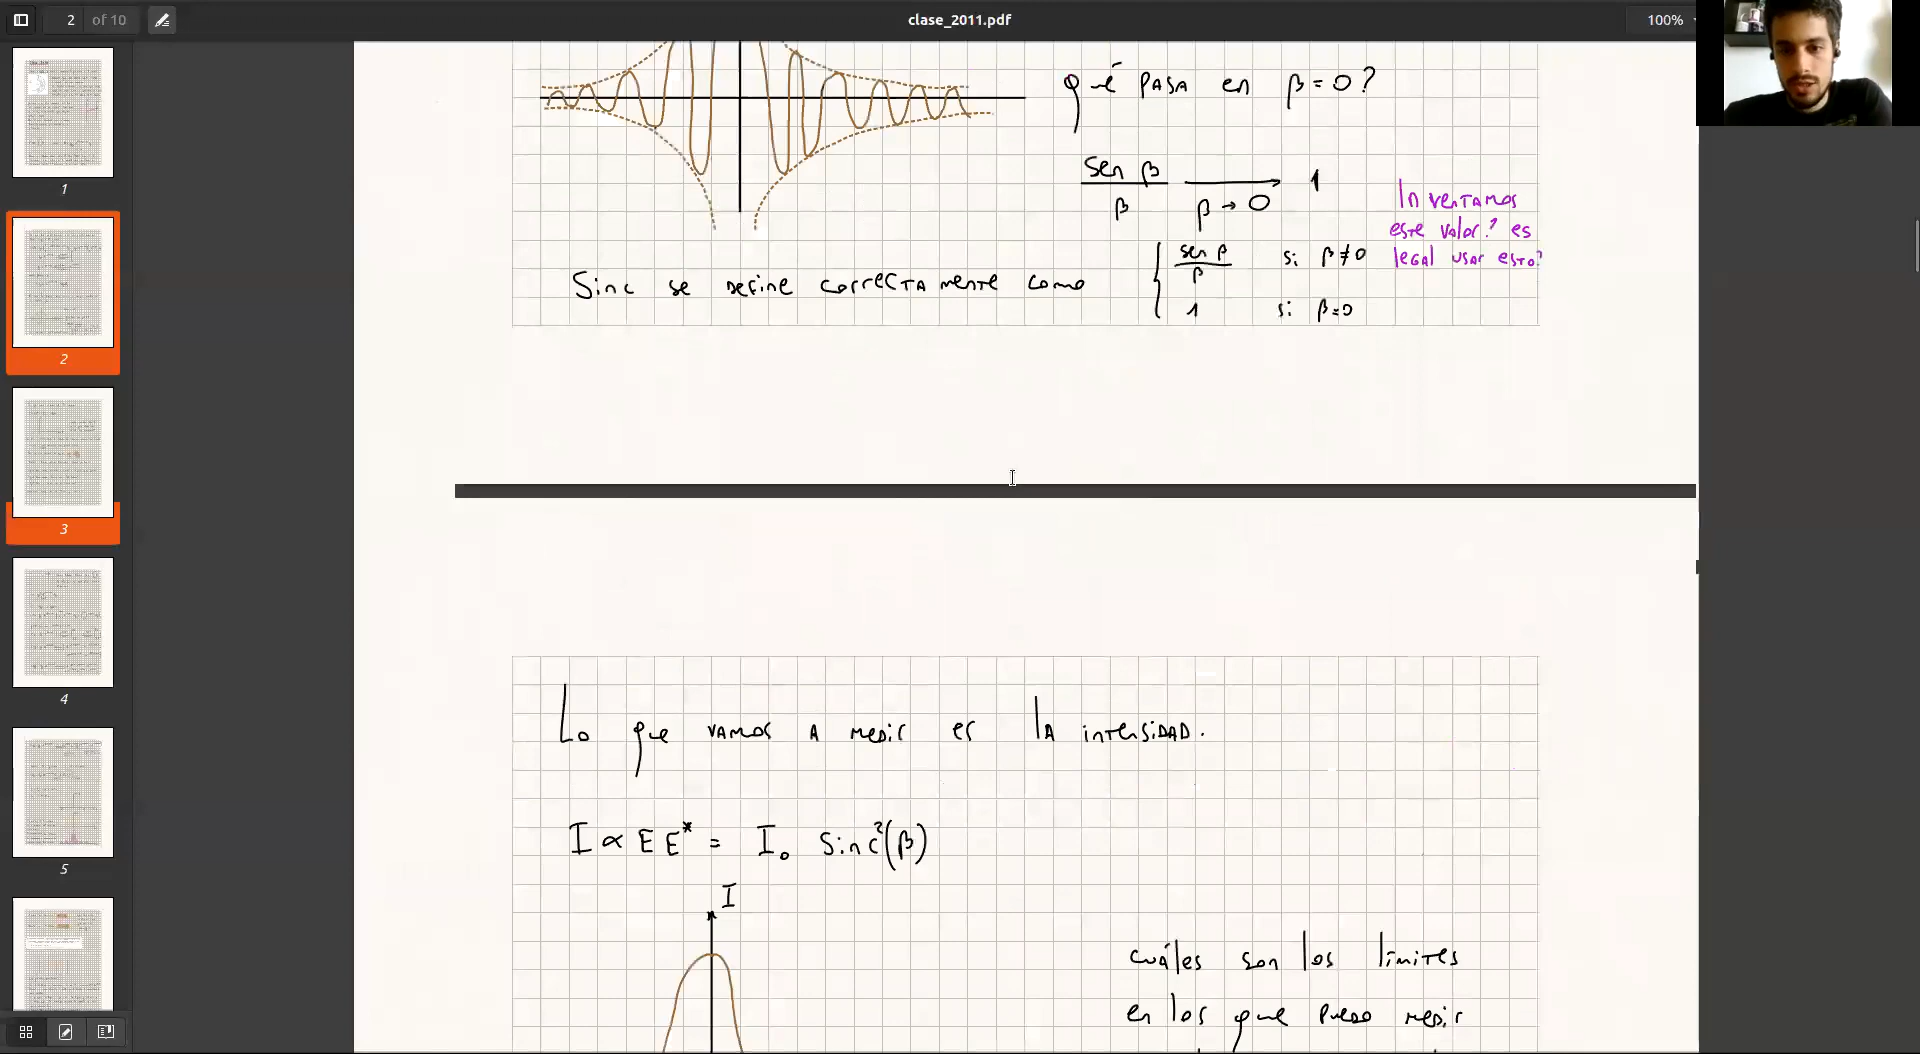 2 of 10
clase_2011.pdf
100%
1
2
3
4
5
qué PASA en β = 0?
sen β / β → 1
β → 0
Inventamos
este valor? es
legal usar esto?
Sinc se define correctamente como
{ sen β / β si β ≠ 0
1 si β = 0
Lo que vamos a medir es la intensidad.
I ∝ E E* = I₀ Sinc²(β)
I
cuáles son los límites
en los que puedo medir